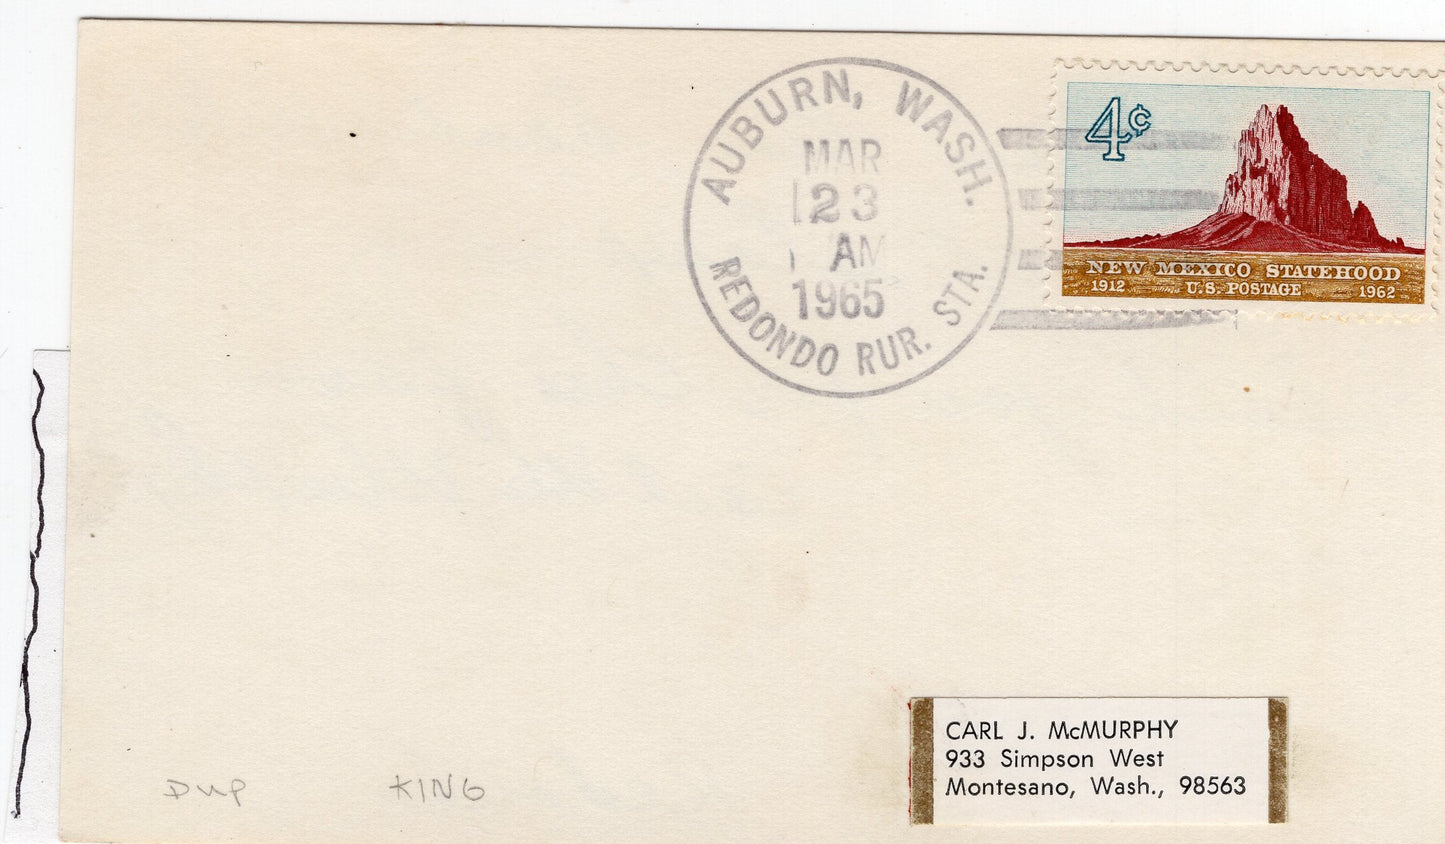 AUBURN, WASH.
MAR
23
AM
1965
REDONDO RUR. STA.
4¢
NEW MEXICO STATEHOOD
1912 U.S. POSTAGE 1962
CARL J. McMURPHY
933 Simpson West
Montesano, Wash., 98563
DUP KING